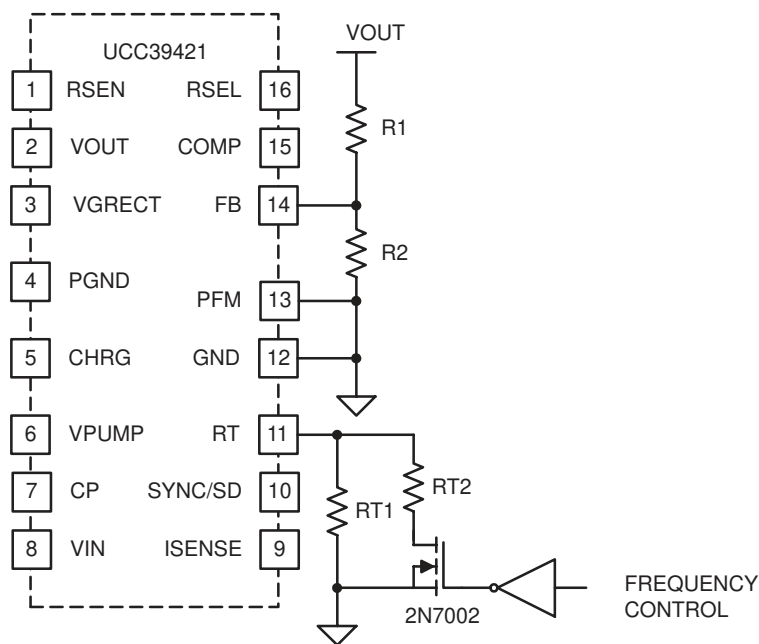 UCC39421
VOUT
1 RSEN RSEL 16
R1
2 VOUT COMP 15
3 VGRECT FB 14
R2
4 PGND
PFM 13
5 CHRG GND 12
6 VPUMP RT 11
7 CP SYNC/SD 10
RT1
RT2
8 VIN ISENSE 9
2N7002
FREQUENCY
CONTROL